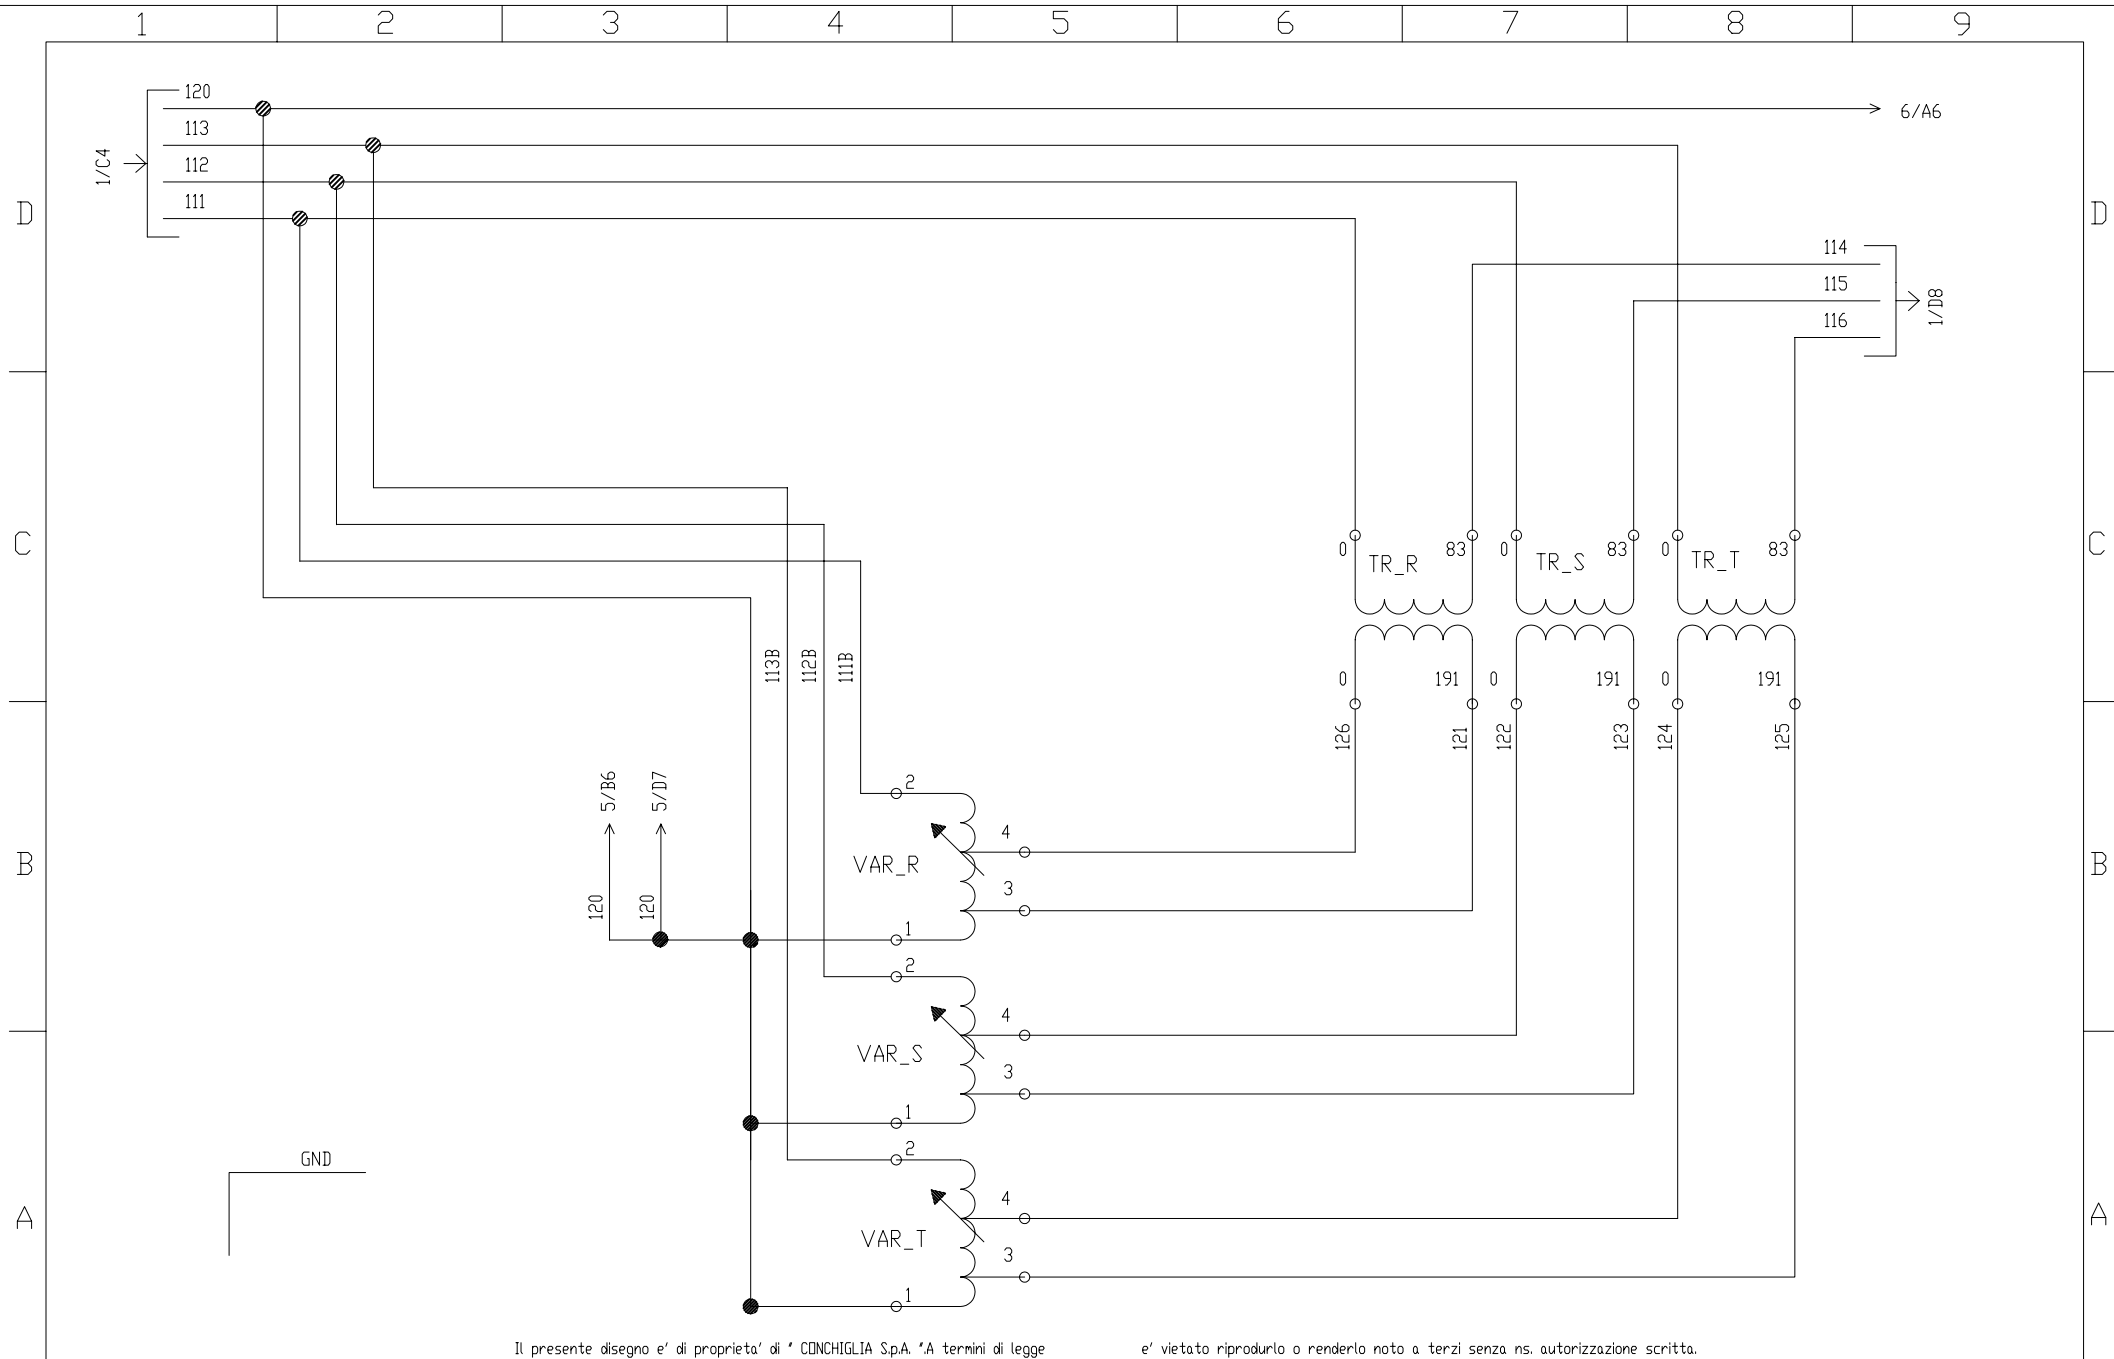 1 2 3 4 5 6 7 8 9
120
6/A6
113
112
1/C4
111
D D
114
115
1/D8
116
C C
0 TR_R 83 0 TR_S 83 0 TR_T 83
113B 112B 111B
0 191 0 191 0 191
126 121 122 123 124 125
5/B6 5/D7
2
4
B VAR_R B
3
120 120
1
2
4
VAR_S
3
1
2
GND
4
A A
VAR_T
3
1
Il presente disegno e' di proprieta' di " CONCHIGLIA S.p.A. ".A termini di legge e' vietato riprodurlo o renderlo noto a terzi senza ns. autorizzazione scritta.